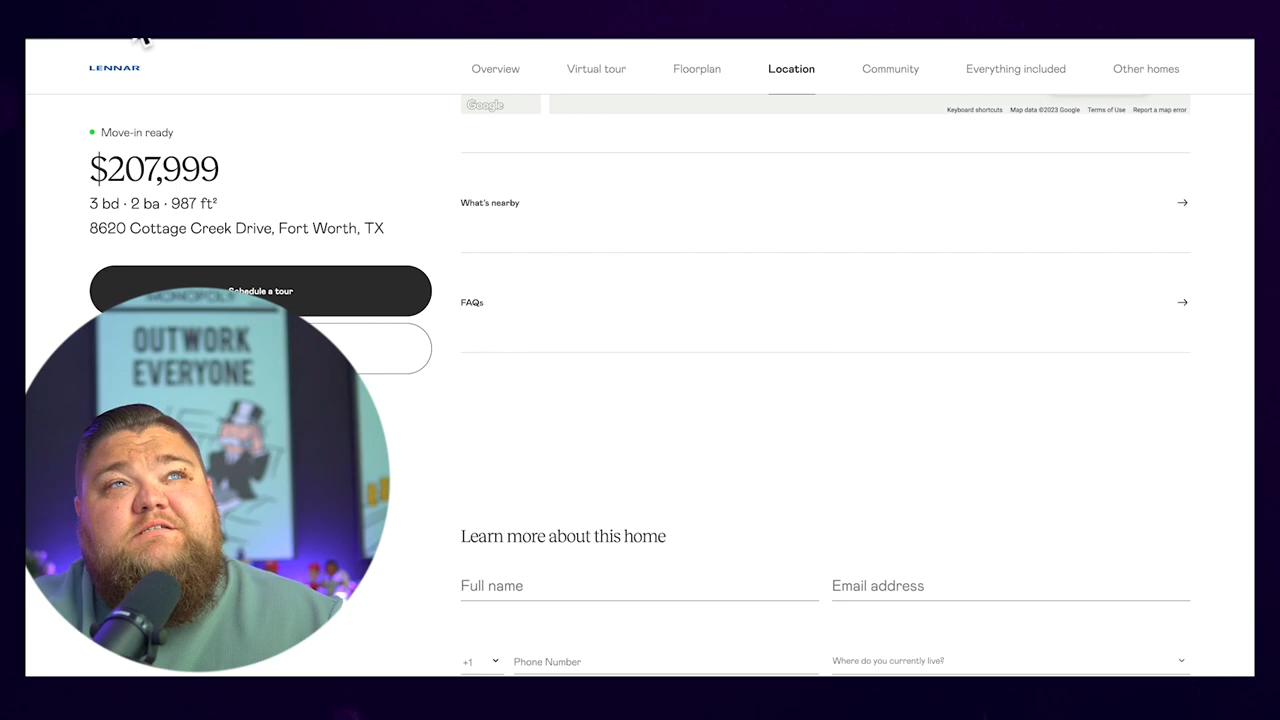 LENNAR
Overview
Virtual tour
Floorplan
Location
Community
Everything included
Other homes
Google
Keyboard shortcuts
Map data ©2023 Google
Terms of Use
Report a map error
Move-in ready
$207,999
3 bd · 2 ba · 987 ft²
8620 Cottage Creek Drive, Fort Worth, TX
Schedule a tour
What's nearby
FAQs
MONOPOLY
OUTWORK
EVERYONE
Learn more about this home
Full name
Email address
+1
Phone Number
Where do you currently live?